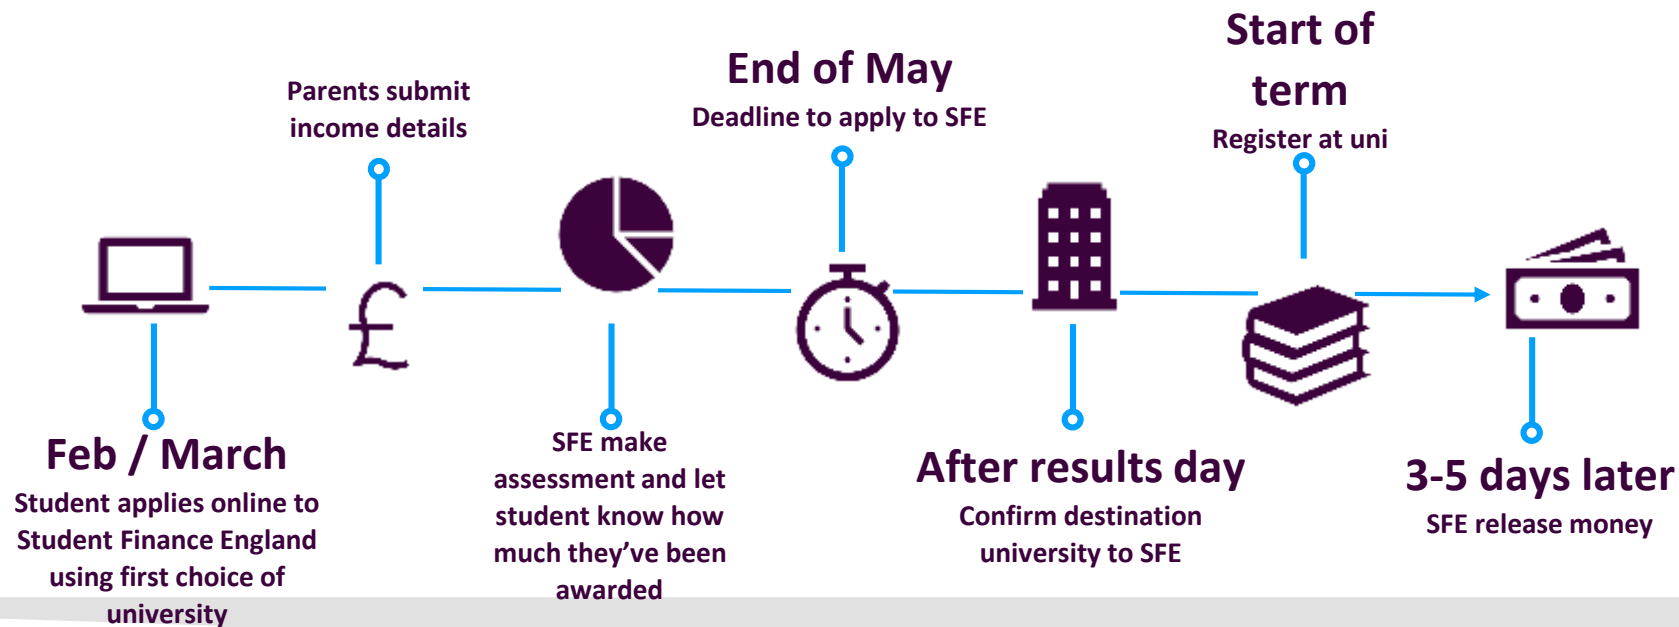 Feb / March
Student applies online to
Student Finance England
using first choice of
university
Parents submit
income details
£
SFE make
assessment and let
student know how
much they’ve been
awarded
End of May
Deadline to apply to SFE
After results day
Confirm destination
university to SFE
Start of
term
Register at uni
3-5 days later
SFE release money